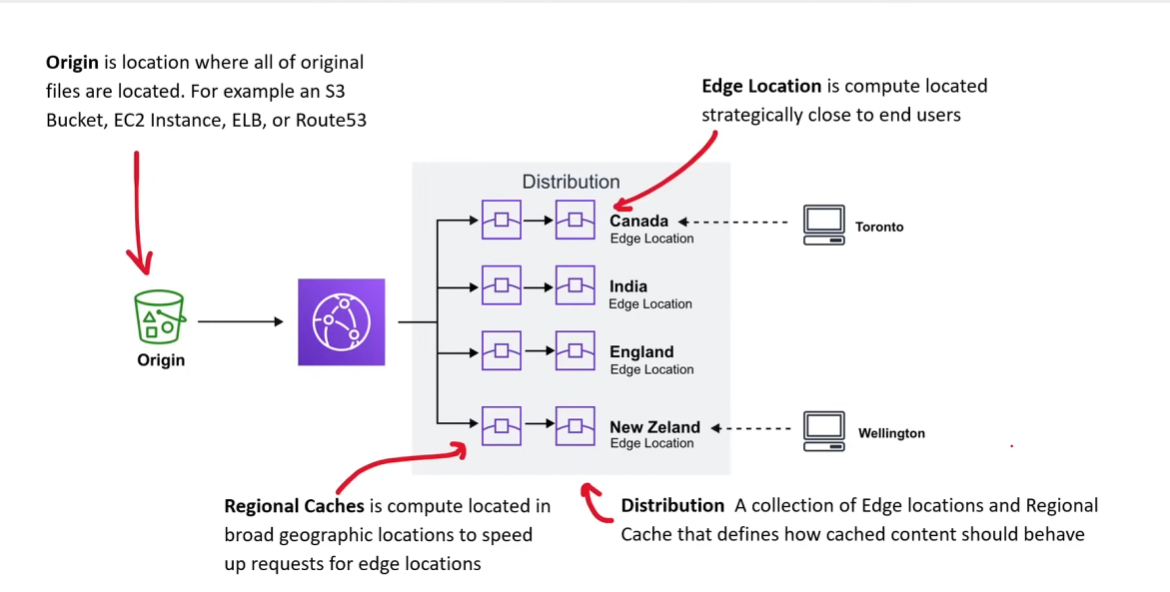 Origin is location where all of original
files are located. For example an S3
Bucket, EC2 Instance, ELB, or Route53
Edge Location is compute located
strategically close to end users
Distribution
Canada
Edge Location
Toronto
India
Edge Location
Origin
England
Edge Location
New Zeland
Edge Location
Wellington
Regional Caches is compute located in
broad geographic locations to speed
up requests for edge locations
Distribution A collection of Edge locations and Regional
Cache that defines how cached content should behave